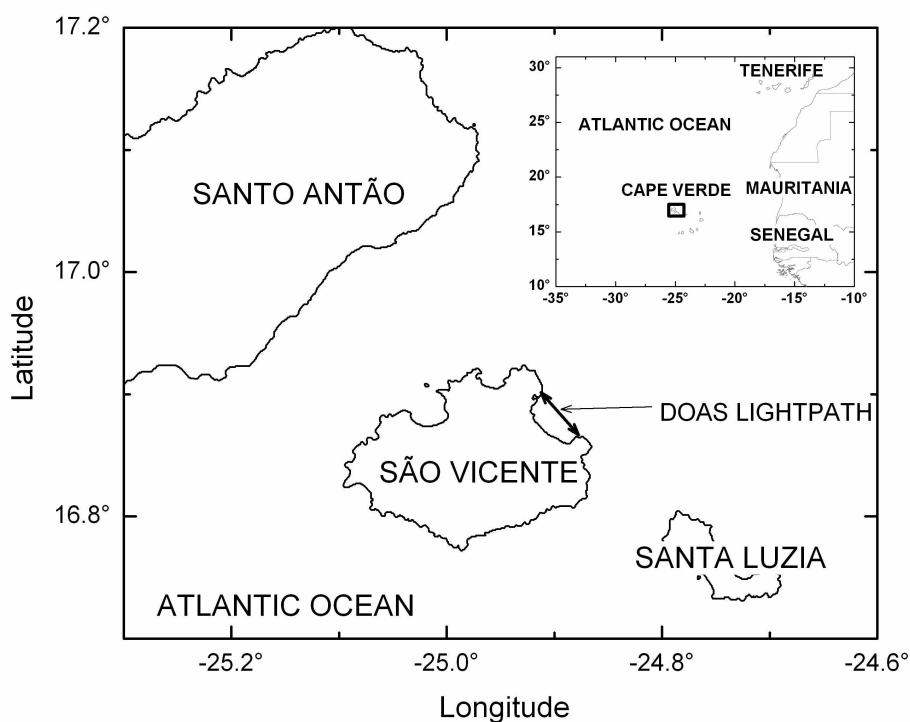 17.2°
17.0°
16.8°
Latitude
SANTO ANTÃO
31°
25°
20°
15°
10°
TENERIFE
ATLANTIC OCEAN
CAPE VERDE
MAURITANIA
SENEGAL
-35° -30° -25° -20° -15° -10°
DOAS LIGHTPATH
SÃO VICENTE
SANTA LUZIA
ATLANTIC OCEAN
-25.2° -25.0° -24.8° -24.6°
Longitude